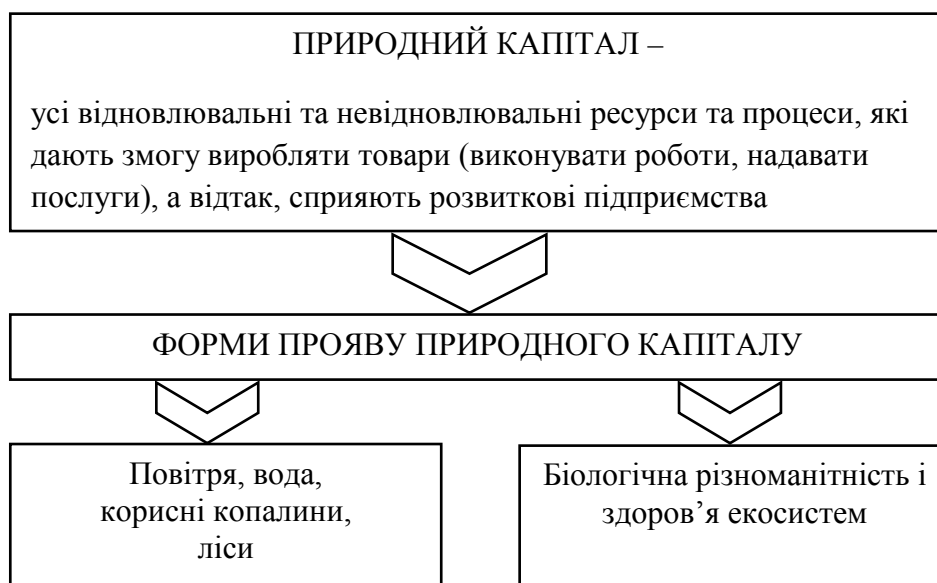 ПРИРОДНИЙ КАПІТАЛ –
усі відновлювальні та невідновлювальні ресурси та процеси, які
дають змогу виробляти товари (виконувати роботи, надавати
послуги), а відтак, сприяють розвиткові підприємства
ФОРМИ ПРОЯВУ ПРИРОДНОГО КАПІТАЛУ
Повітря, вода,
корисні копалини,
ліси
Біологічна різноманітність і
здоров’я екосистем